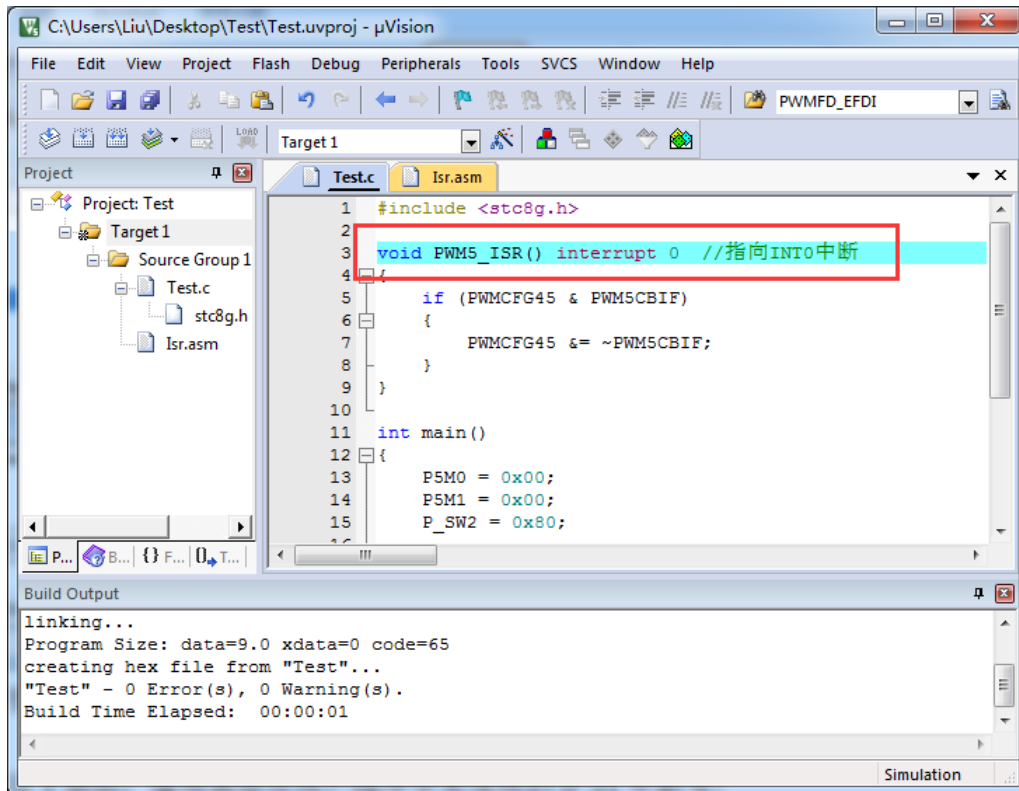 C:\Users\Liu\Desktop\Test\Test.uvproj - µVision
File Edit View Project Flash Debug Peripherals Tools SVCS Window Help
PWMFD_EFDI
LOAD Target 1
Project
Test.c Isr.asm
Project: Test
Target 1
Source Group 1
Test.c
stc8g.h
Isr.asm
1 #include <stc8g.h>
2
3 void PWM5_ISR() interrupt 0 //指向INT0中断
4 {
5 if (PWMCFG45 & PWM5CBIF)
6 {
7 PWMCFG45 &= ~PWM5CBIF;
8 }
9 }
10
11 int main()
12 {
13 P5M0 = 0x00;
14 P5M1 = 0x00;
15 P_SW2 = 0x80;
P... B... {} F... 0 T...
Build Output
linking...
Program Size: data=9.0 xdata=0 code=65
creating hex file from "Test"...
"Test" - 0 Error(s), 0 Warning(s).
Build Time Elapsed: 00:00:01
Simulation